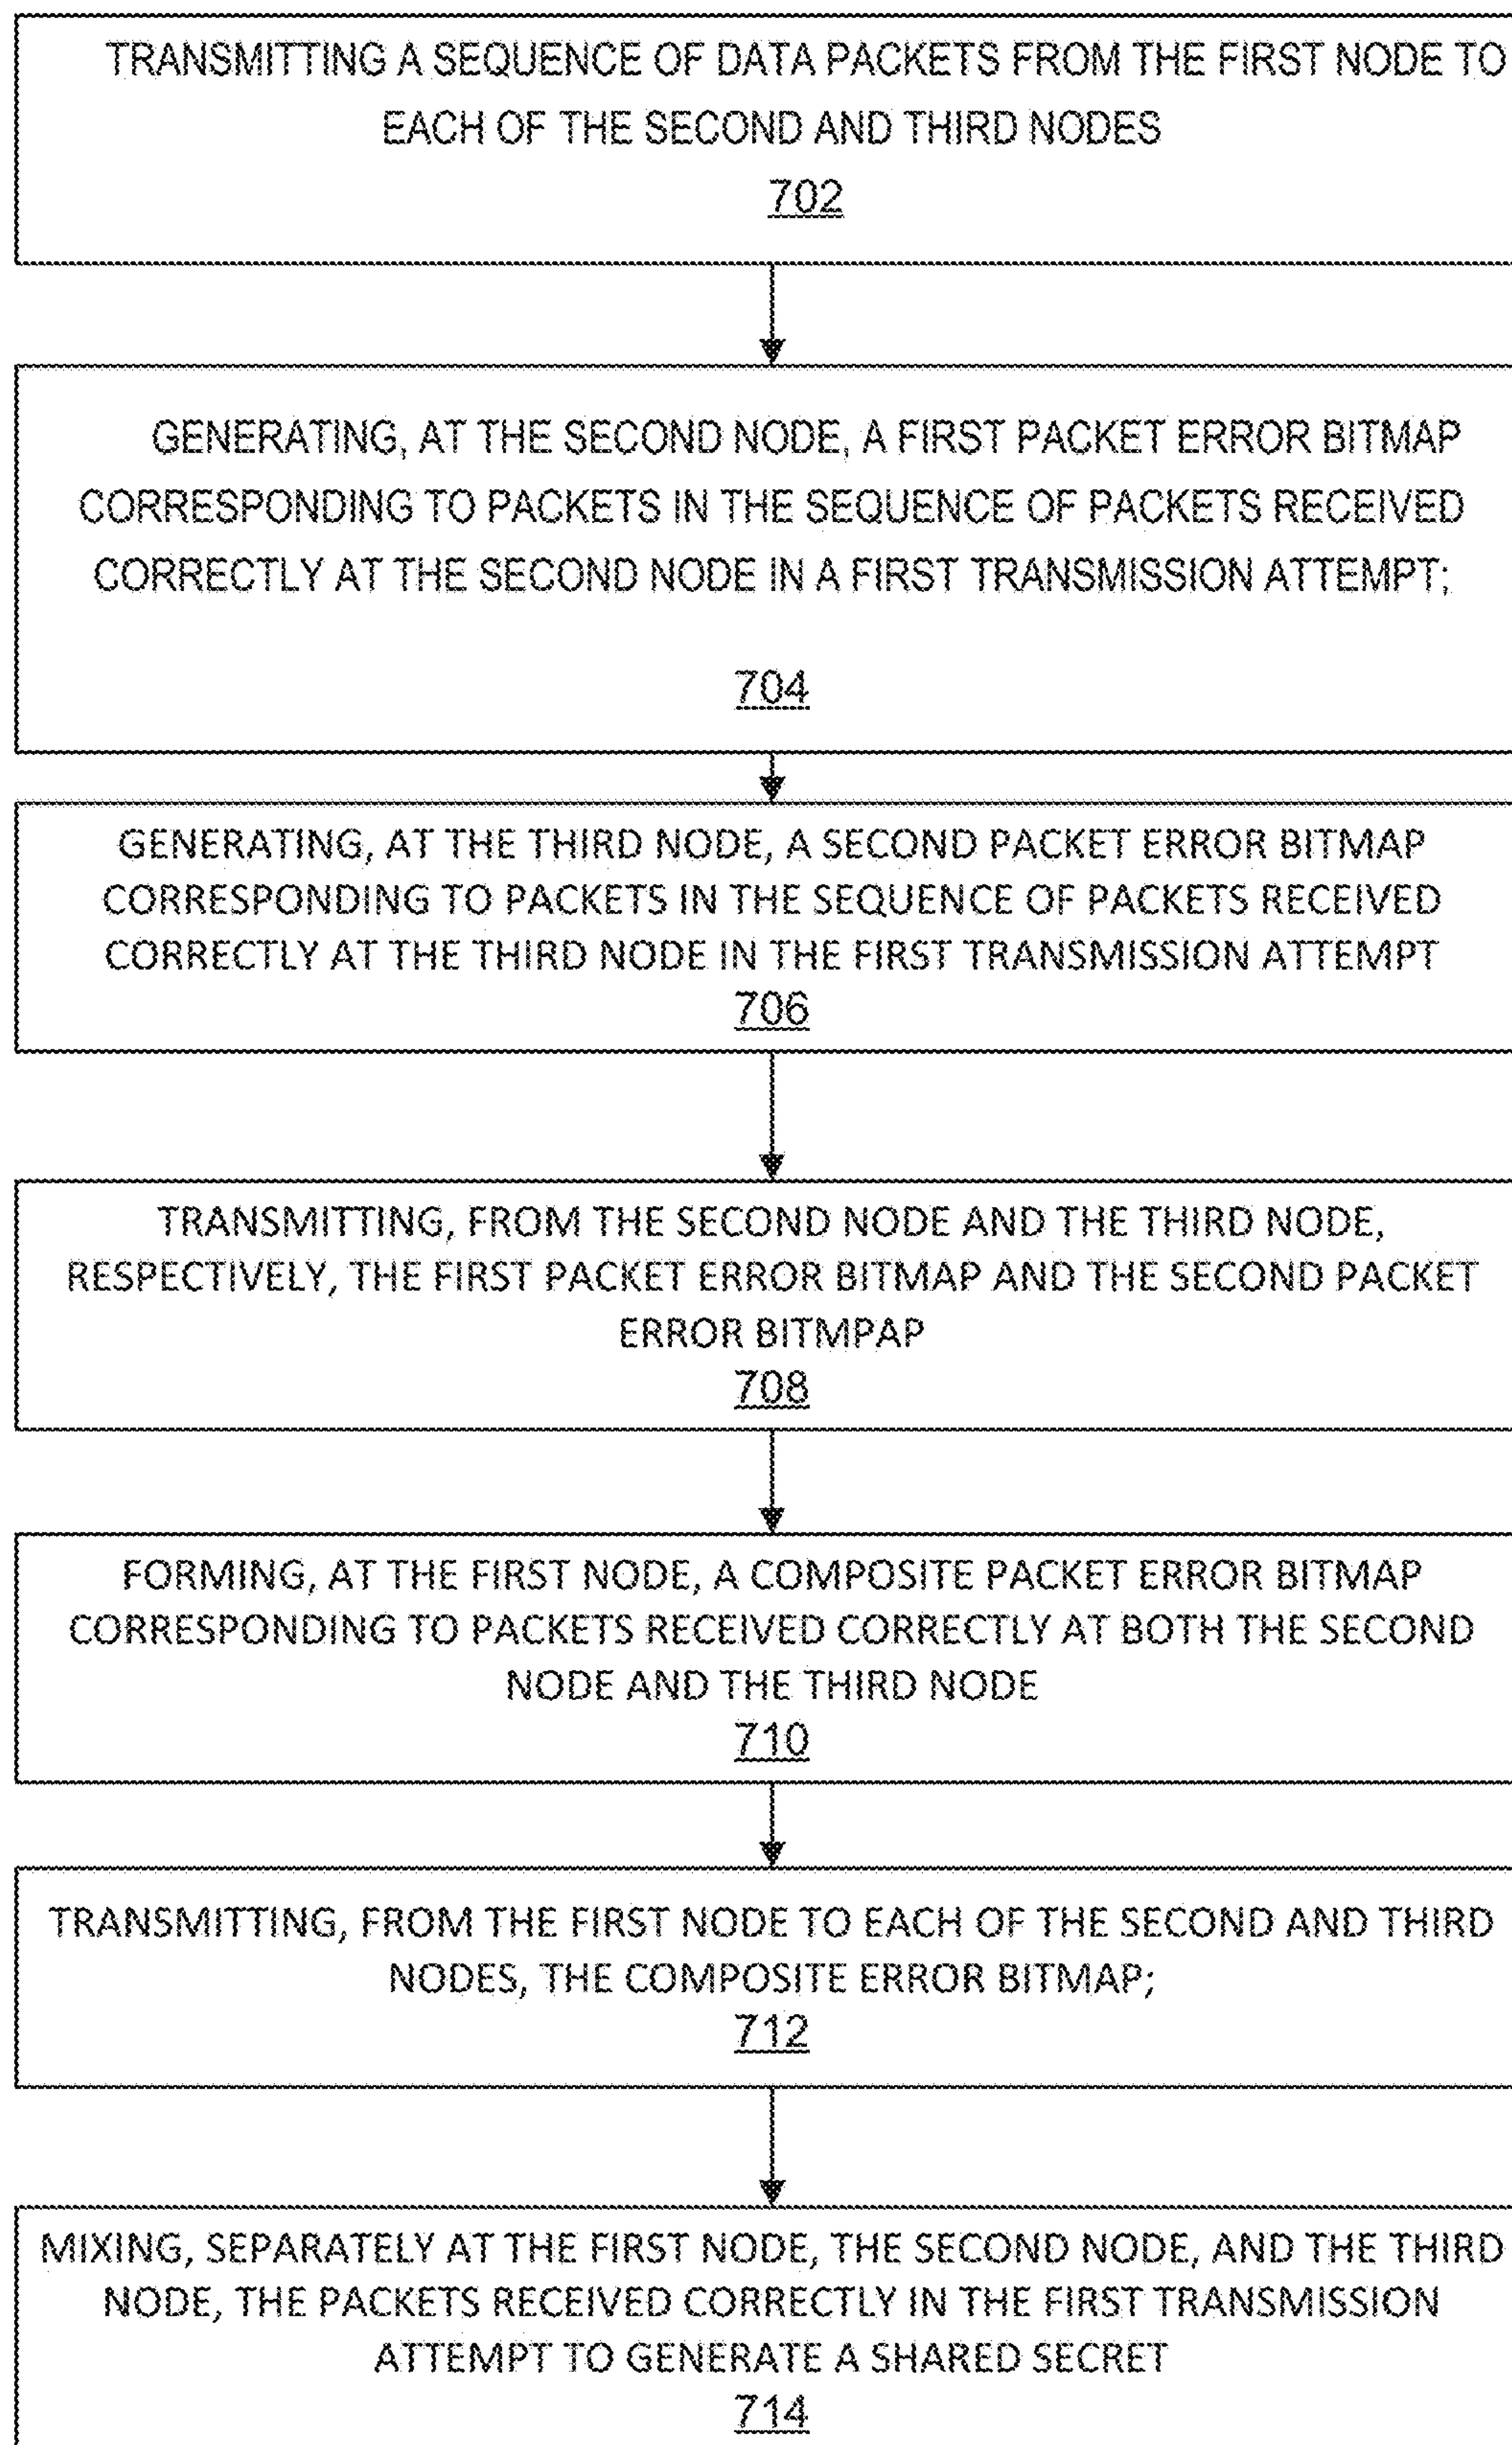 TRANSMITTING A SEQUENCE OF DATA PACKETS FROM THE FIRST NODE TO
EACH OF THE SECOND AND THIRD NODES
702
GENERATING, AT THE SECOND NODE, A FIRST PACKET ERROR BITMAP
CORRESPONDING TO PACKETS IN THE SEQUENCE OF PACKETS RECEIVED
CORRECTLY AT THE SECOND NODE IN A FIRST TRANSMISSION ATTEMPT;
704
GENERATING, AT THE THIRD NODE, A SECOND PACKET ERROR BITMAP
CORRESPONDING TO PACKETS IN THE SEQUENCE OF PACKETS RECEIVED
CORRECTLY AT THE THIRD NODE IN THE FIRST TRANSMISSION ATTEMPT
706
TRANSMITTING, FROM THE SECOND NODE AND THE THIRD NODE,
RESPECTIVELY, THE FIRST PACKET ERROR BITMAP AND THE SECOND PACKET
ERROR BITMPAP
708
FORMING, AT THE FIRST NODE, A COMPOSITE PACKET ERROR BITMAP
CORRESPONDING TO PACKETS RECEIVED CORRECTLY AT BOTH THE SECOND
NODE AND THE THIRD NODE
710
TRANSMITTING, FROM THE FIRST NODE TO EACH OF THE SECOND AND THIRD
NODES, THE COMPOSITE ERROR BITMAP;
712
MIXING, SEPARATELY AT THE FIRST NODE, THE SECOND NODE, AND THE THIRD
NODE, THE PACKETS RECEIVED CORRECTLY IN THE FIRST TRANSMISSION
ATTEMPT TO GENERATE A SHARED SECRET
714